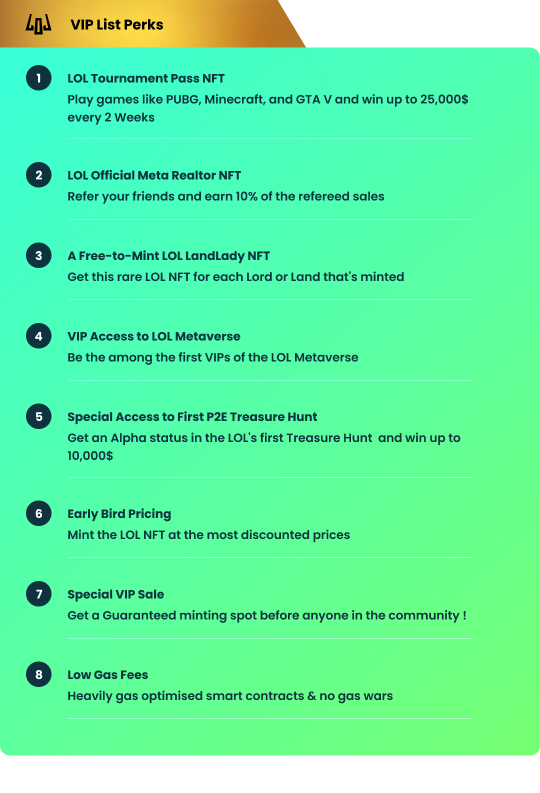 LOL
VIP List Perks
1
LOL Tournament Pass NFT
Play games like PUBG, Minecraft, and GTA V and win up to 25,000$
every 2 Weeks
2
LOL Official Meta Realtor NFT
Refer your friends and earn 10% of the refereed sales
3
A Free-to-Mint LOL LandLady NFT
Get this rare LOL NFT for each Lord or Land that's minted
4
VIP Access to LOL Metaverse
Be the among the first VIPs of the LOL Metaverse
5
Special Access to First P2E Treasure Hunt
Get an Alpha status in the LOL's first Treasure Hunt and win up to
10,000$
6
Early Bird Pricing
Mint the LOL NFT at the most discounted prices
7
Special VIP Sale
Get a Guaranteed minting spot before anyone in the community !
8
Low Gas Fees
Heavily gas optimised smart contracts & no gas wars